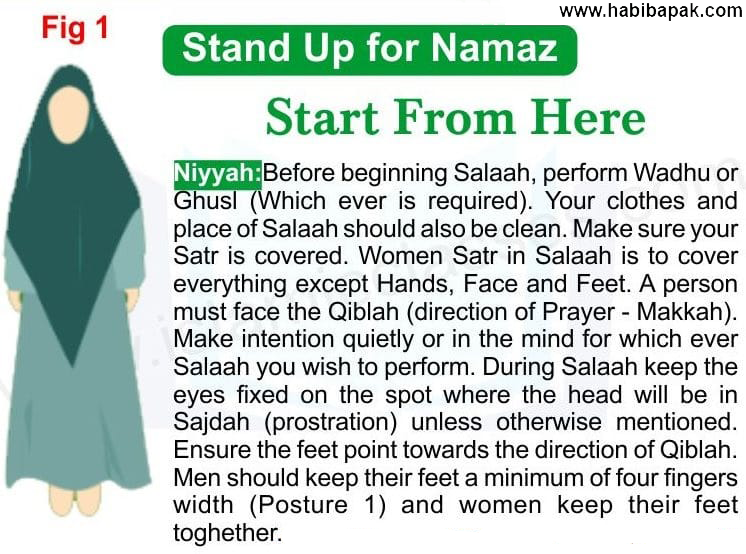 www.habibapak.com
Fig 1
Stand Up for Namaz
Start From Here
Niyyah:Before beginning Salaah, perform Wadhu or
Ghusl (Which ever is required). Your clothes and
place of Salaah should also be clean. Make sure your
Satr is covered. Women Satr in Salaah is to cover
everything except Hands, Face and Feet. A person
must face the Qiblah (direction of Prayer - Makkah).
Make intention quietly or in the mind for which ever
Salaah you wish to perform. During Salaah keep the
eyes fixed on the spot where the head will be in
Sajdah (prostration) unless otherwise mentioned.
Ensure the feet point towards the direction of Qiblah.
Men should keep their feet a minimum of four fingers
width (Posture 1) and women keep their feet
toghether.